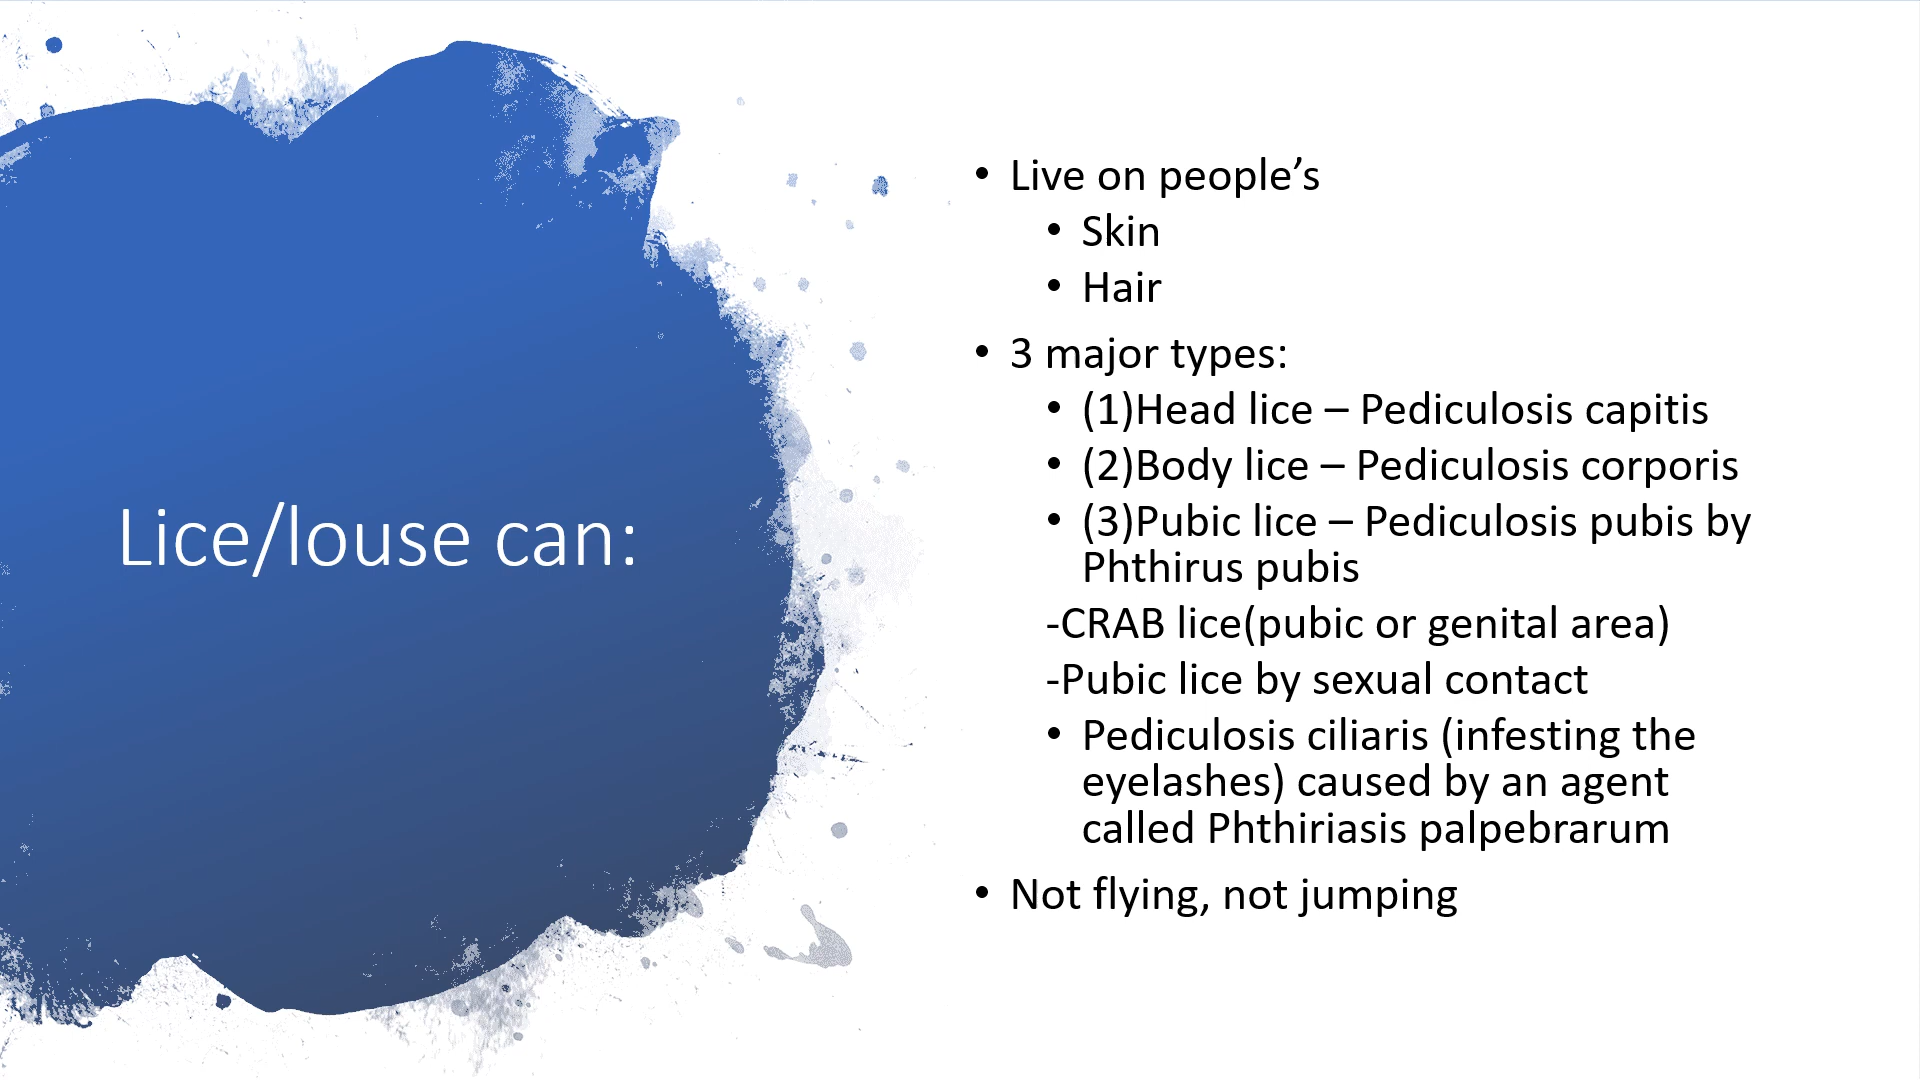 Lice/louse can:
• Live on people’s
• Skin
• Hair
• 3 major types:
• (1)Head lice – Pediculosis capitis
• (2)Body lice – Pediculosis corporis
• (3)Pubic lice – Pediculosis pubis by
Phthirus pubis
-CRAB lice(pubic or genital area)
-Pubic lice by sexual contact
• Pediculosis ciliaris (infesting the
eyelashes) caused by an agent
called Phthiriasis palpebrarum
• Not flying, not jumping